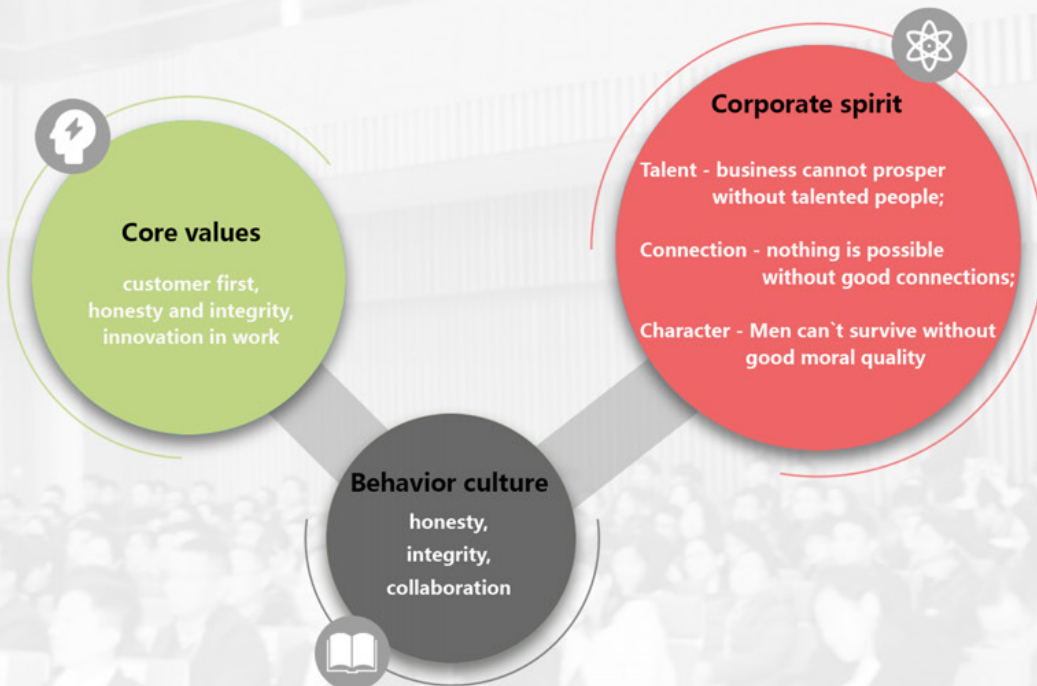 Core values
customer first,
honesty and integrity,
innovation in work
Behavior culture
honesty,
integrity,
collaboration
Corporate spirit
Talent - business cannot prosper
without talented people;
Connection - nothing is possible
without good connections;
Character - Men can`t survive without
good moral quality